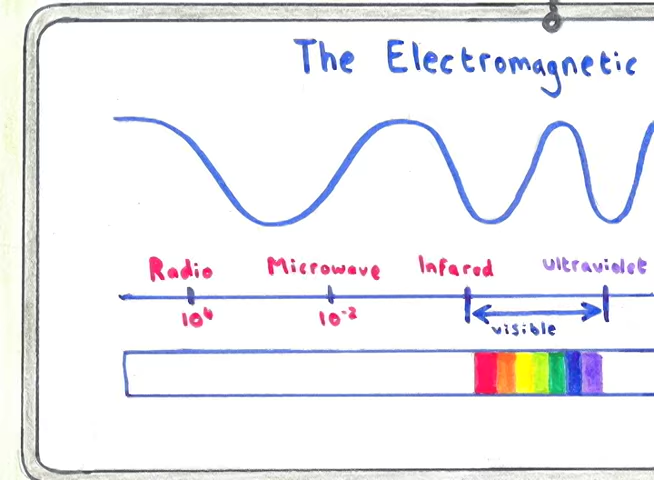 The Electromagnetic
Radio Microwave Infared Ultraviolet
10⁴ 10⁻²
visible